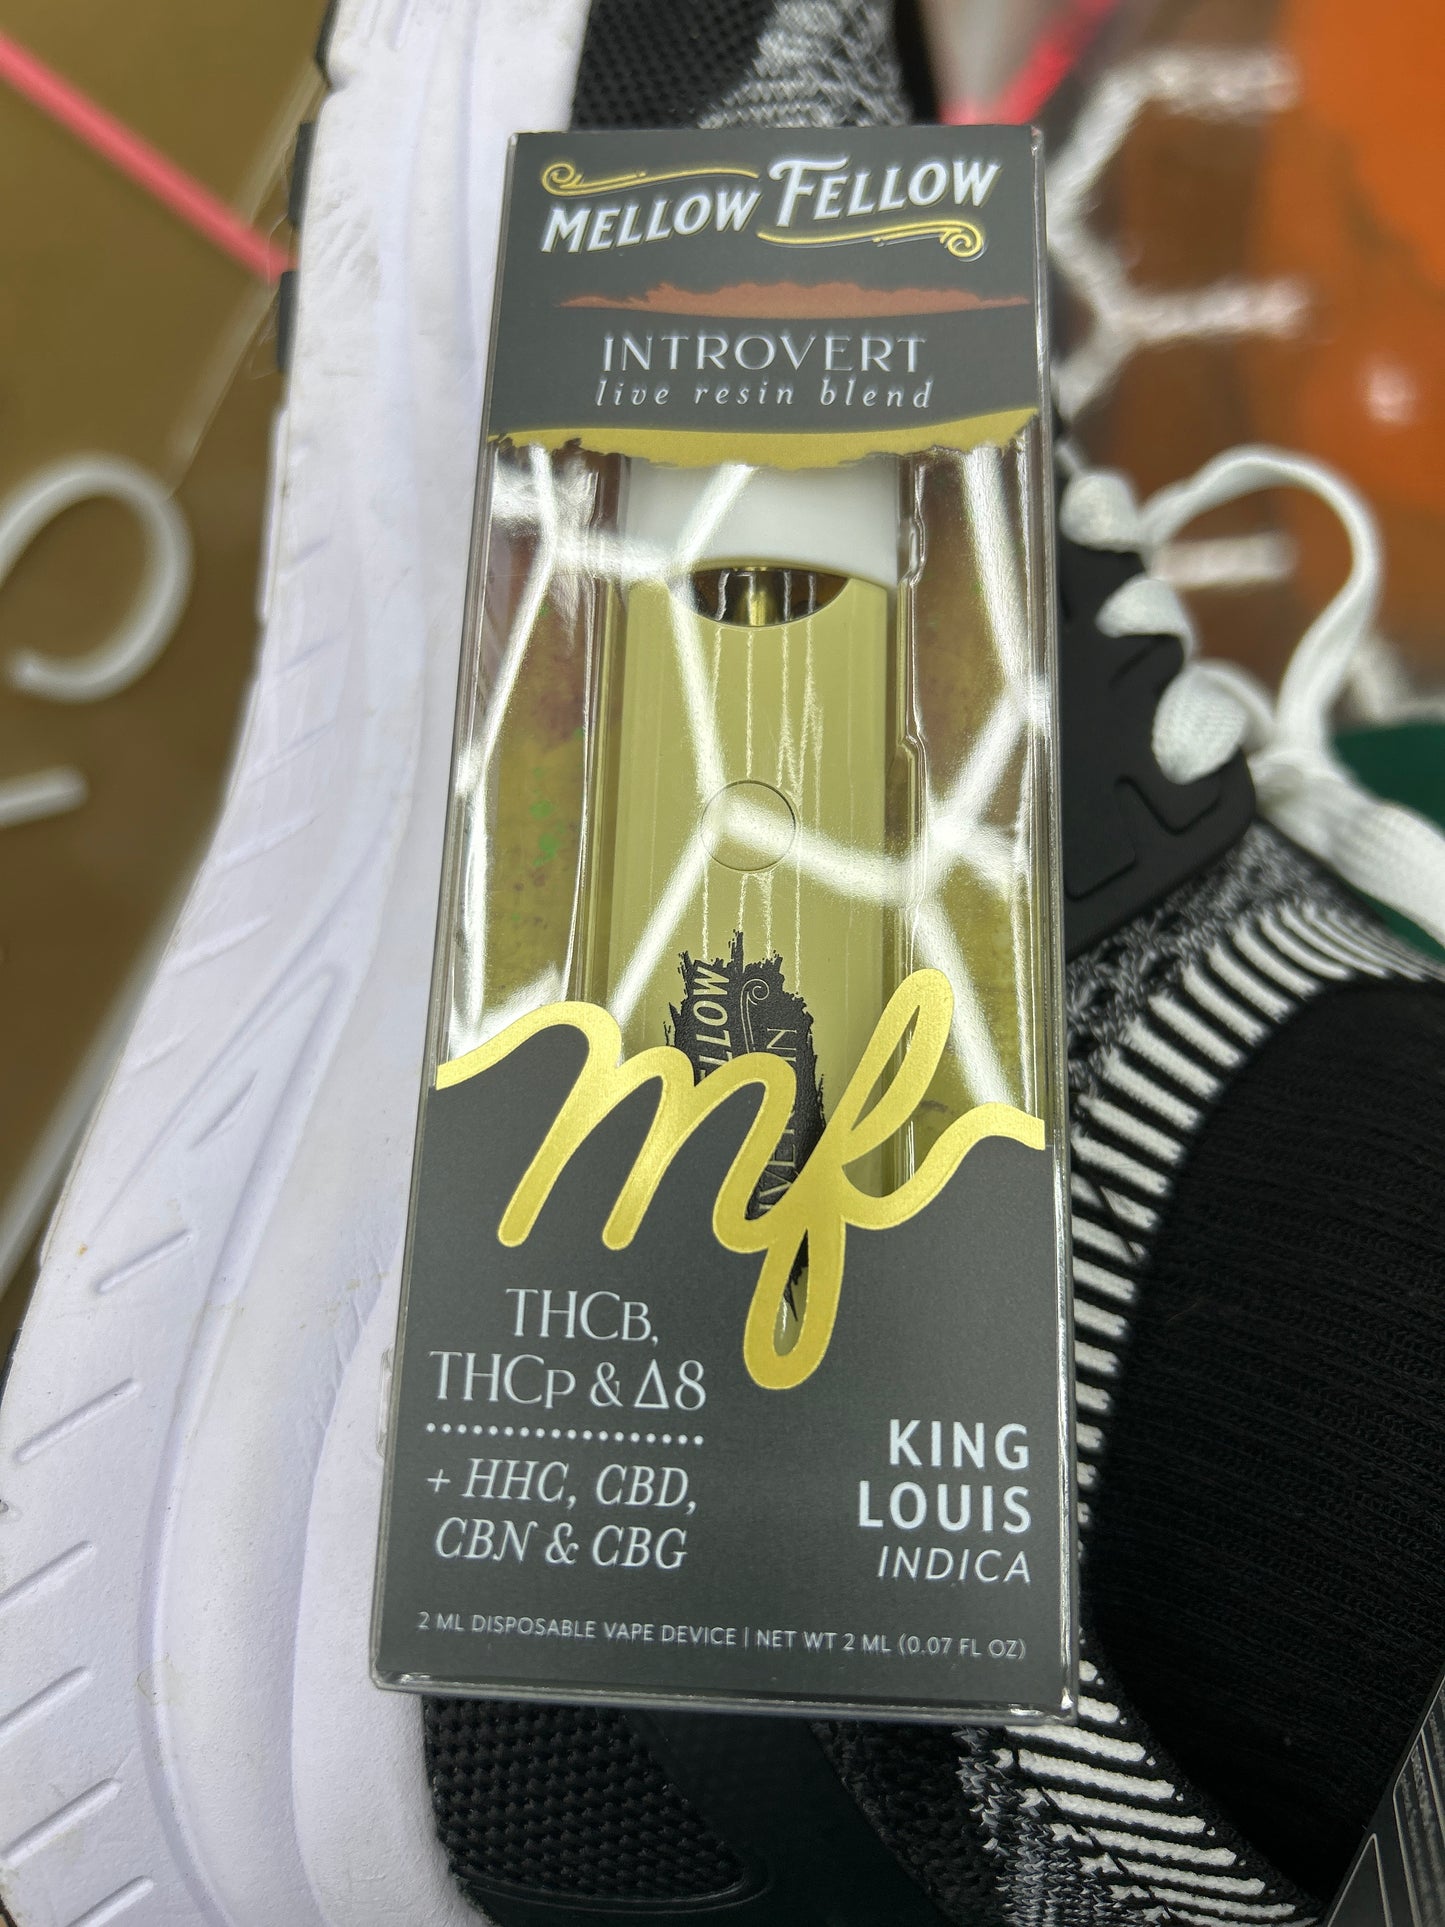 MELLOW FELLOW
INTROVERT
live resin blend
mf
THCB,
THCP & Δ8
+ HHC, CBD,
CBN & CBG
KING
LOUIS
INDICA
2 ML DISPOSABLE VAPE DEVICE | NET WT 2 ML (0.07 FL OZ)